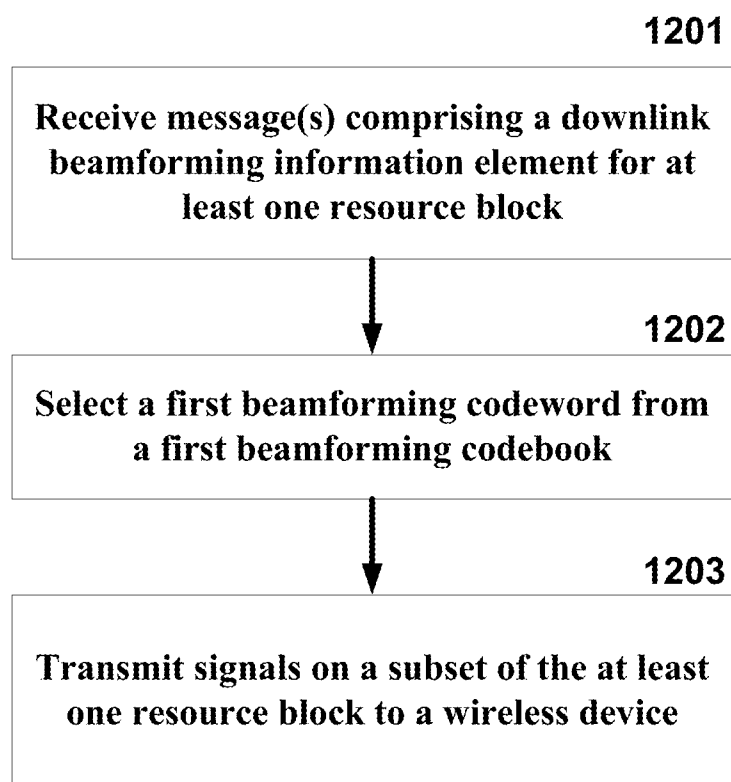 1201
Receive message(s) comprising a downlink
beamforming information element for at
least one resource block
1202
Select a first beamforming codeword from
a first beamforming codebook
1203
Transmit signals on a subset of the at least
one resource block to a wireless device